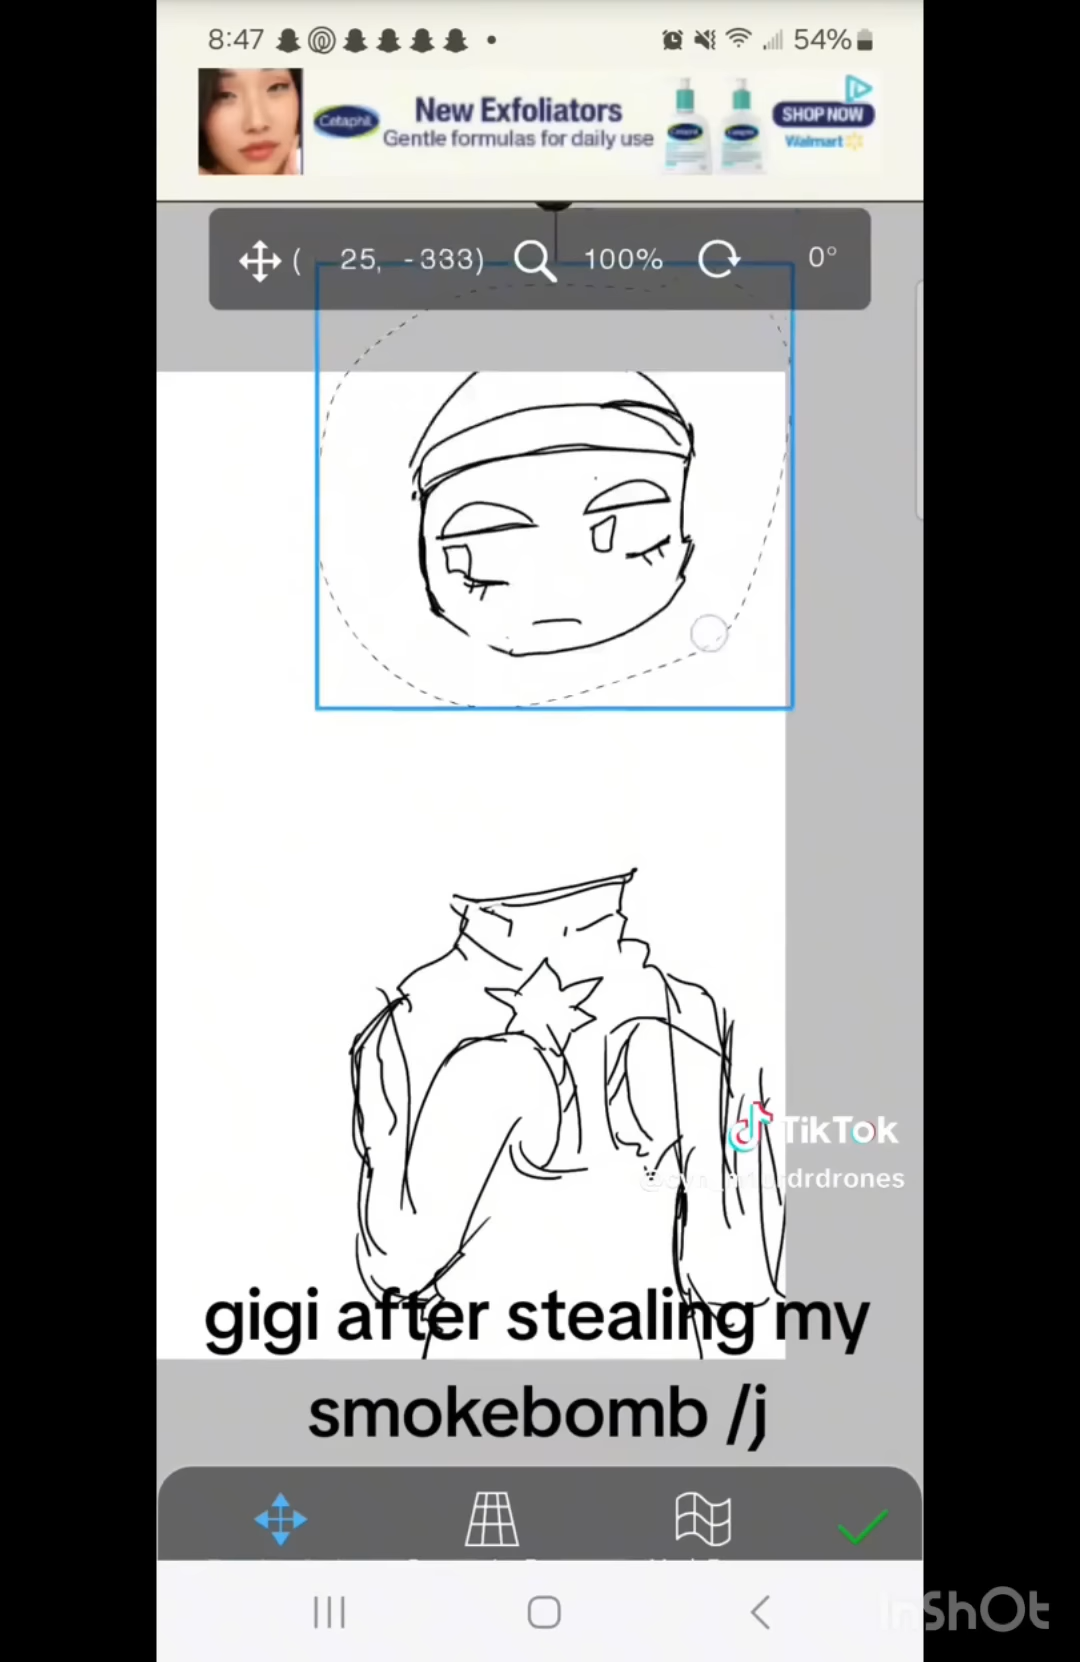 8:47
54%
Cetaphil
New Exfoliators
Gentle formulas for daily use
SHOP NOW
Walmart
( 25, -333) 100% 0°
TikTok
gigi after stealing my
smokebomb /j
InShOt